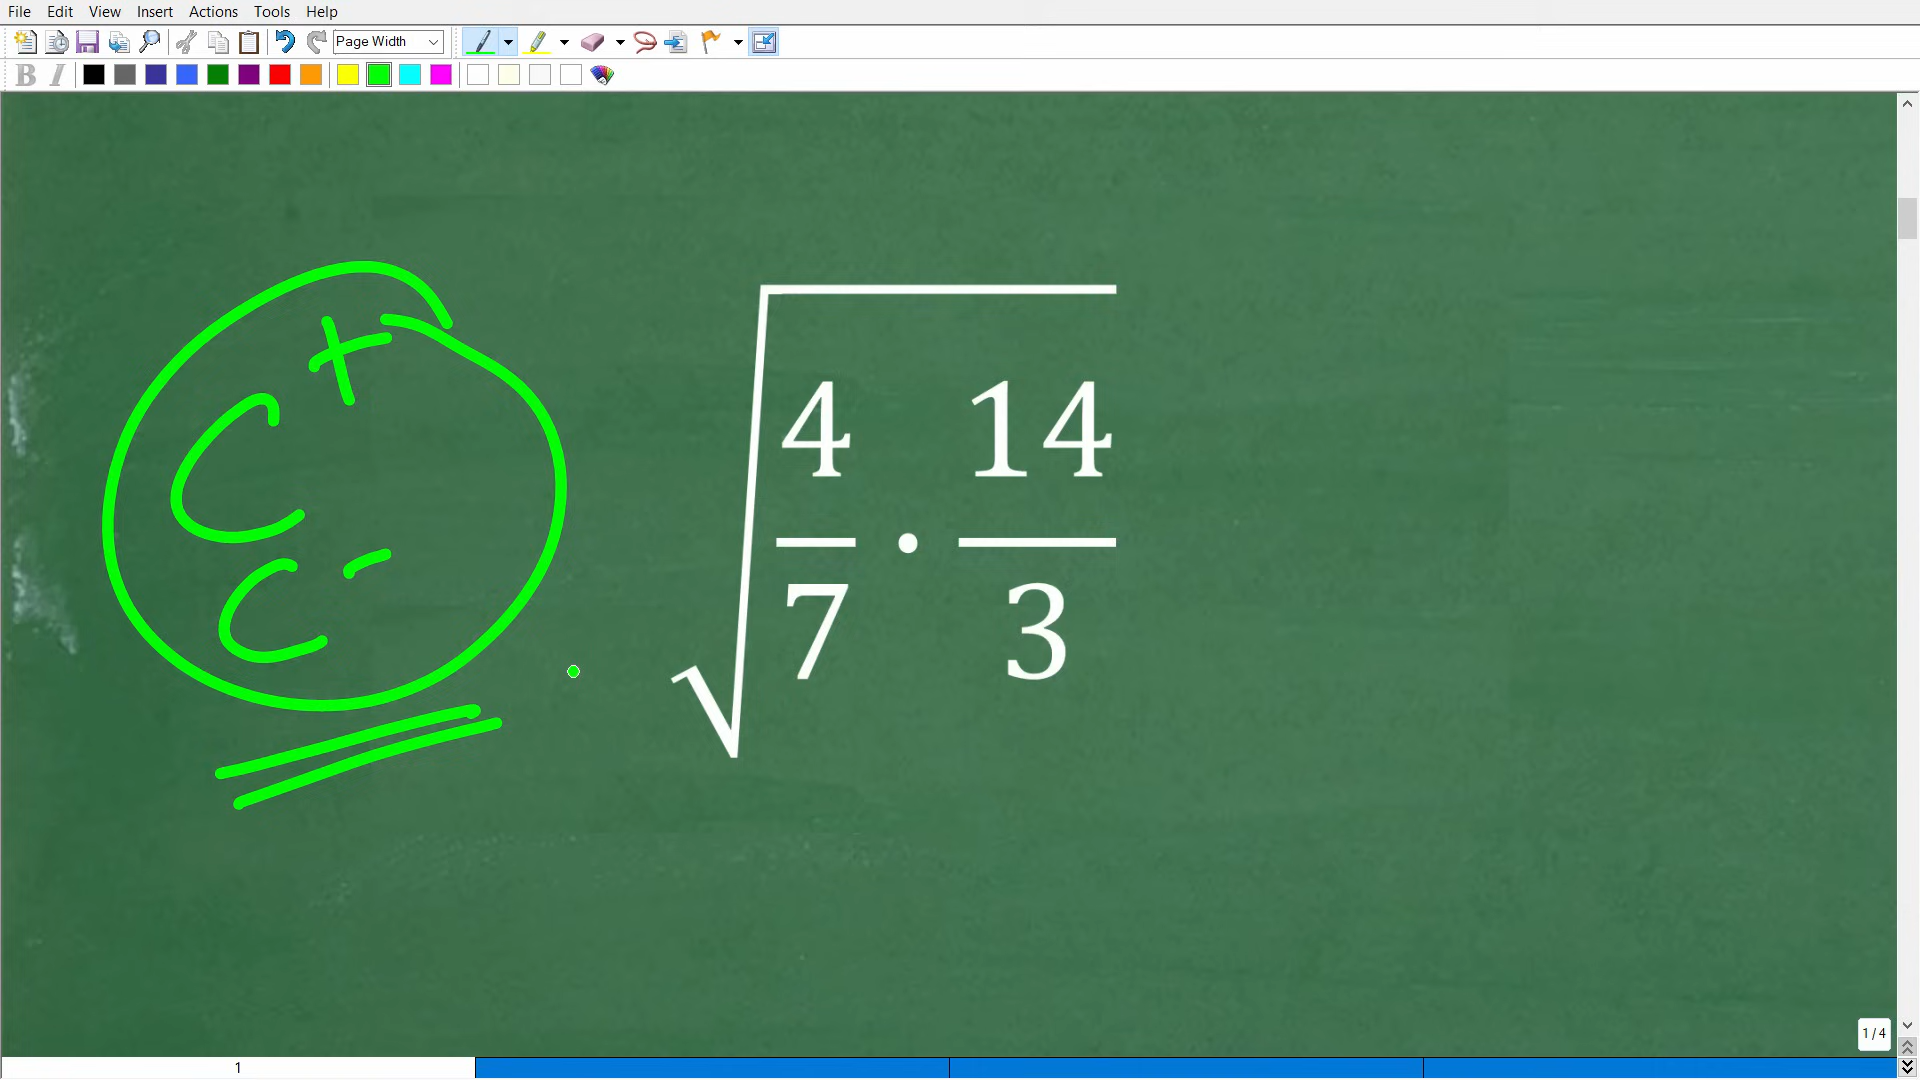 File Edit View Insert Actions Tools Help
Page Width
B I
C+
C-
√(4/7 · 14/3)
1 / 4
1